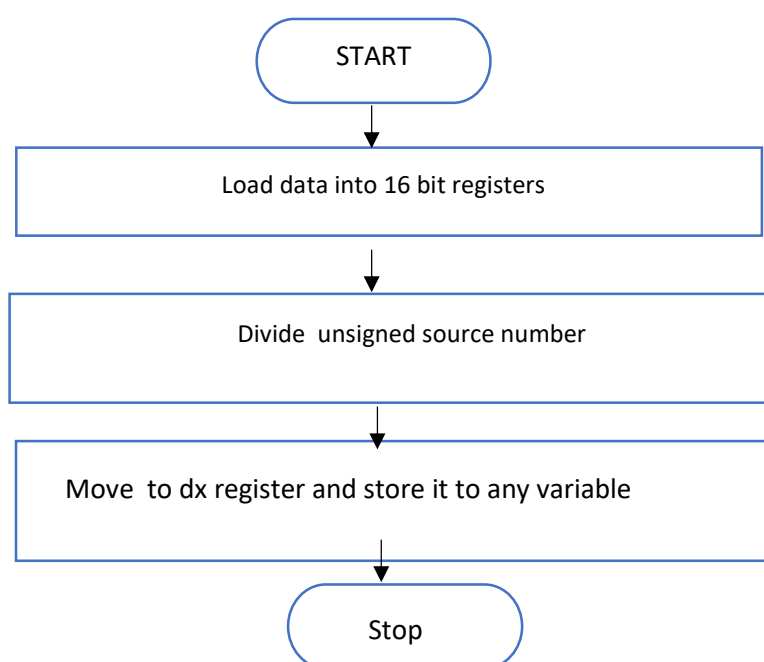 START
Load data into 16 bit registers
Divide  unsigned source number
Move  to dx register and store it to any variable
Stop